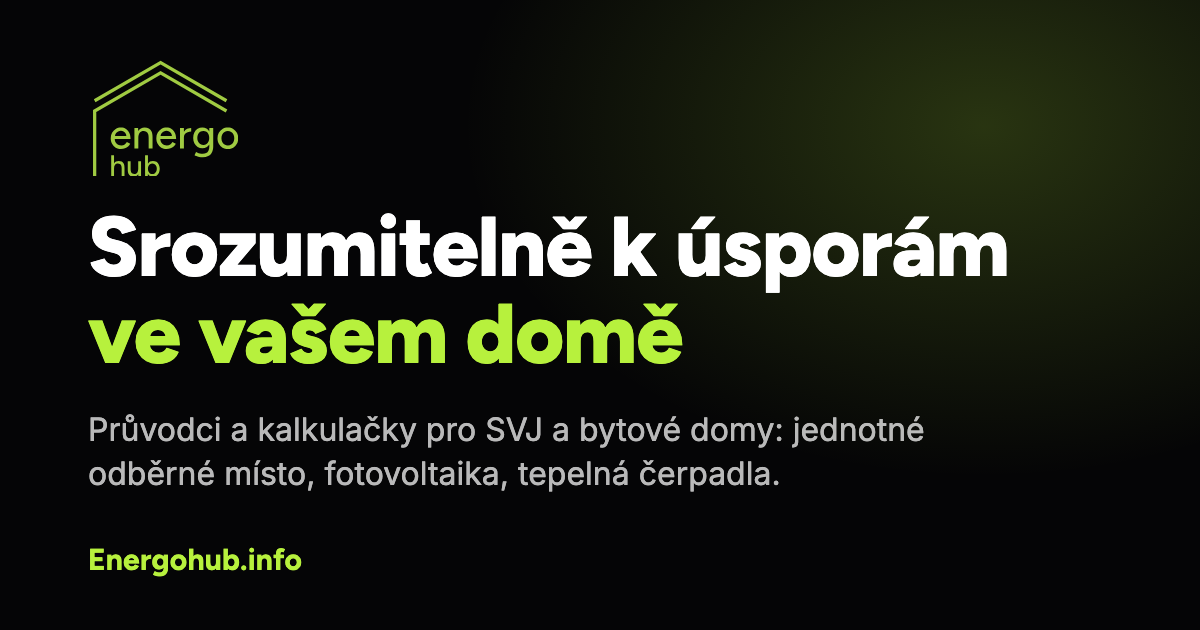 energo
hub
Srozumitelně k úsporám
ve vašem domě
Průvodci a kalkulačky pro SVJ a bytové domy: jednotné
odběrné místo, fotovoltaika, tepelná čerpadla.
Energohub.info